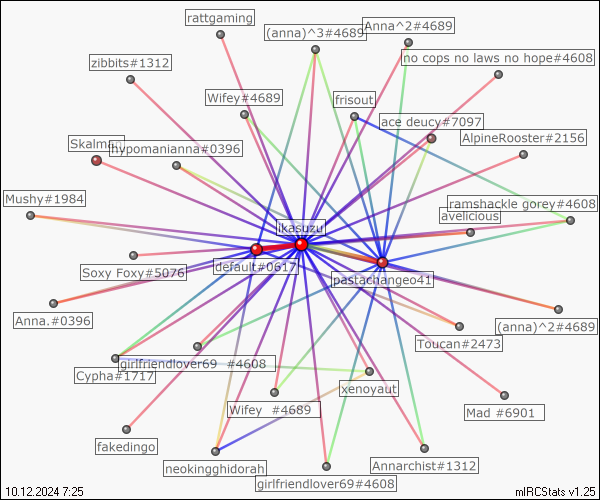 rattgaming
(anna)^3#4689
Anna^2#4689
no cops no laws no hope#4608
zibbits#1312
Wifey#4689
frisout
ace deucy#7097
AlpineRooster#2156
hypomanianna#0396
Mushy#1984
ramshackle gorey#4608
avelicious
ikasuzu
default#0617
Soxy Foxy#5076
pastachangeo41
Anna.#0396
(anna)^2#4689
Toucan#2473
girlfriendlover69 #4608
Cypha#1717
xenoyaut
Wifey #4689
Mad #6901
fakedingo
neokingghidorah
Annarchist#1312
girlfriendlover69#4608
10.12.2024 7:25
mIRCStats v1.25